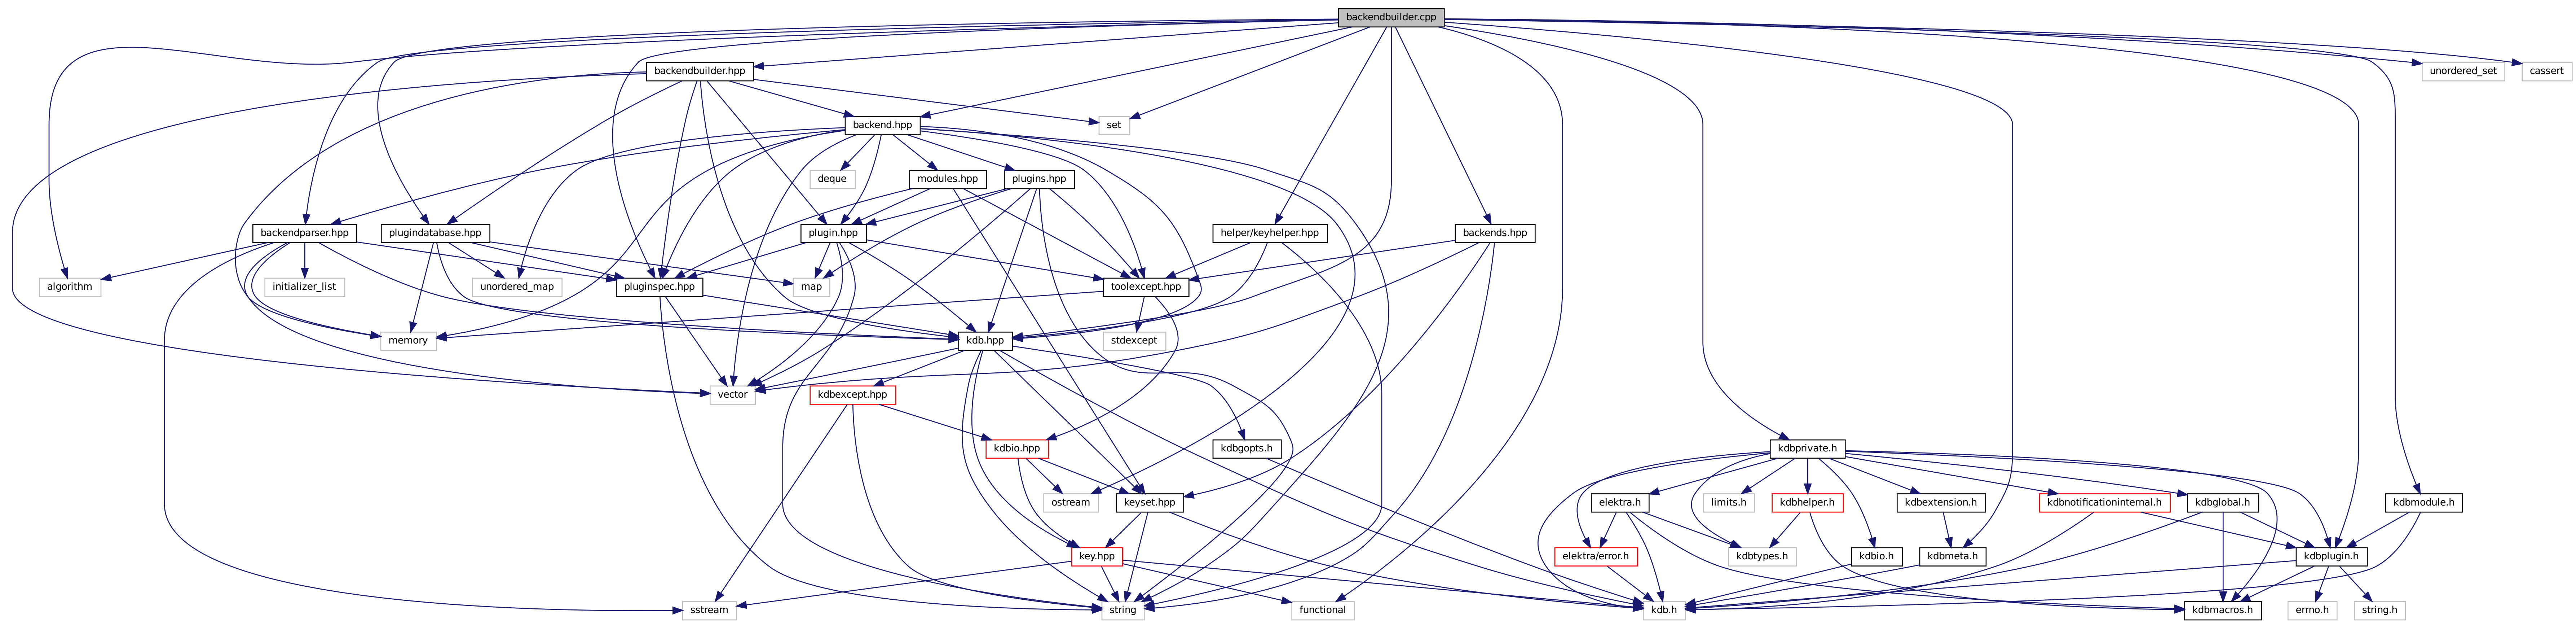 backendbuilder.cpp
backendbuilder.hpp
unordered_set
cassert
backend.hpp
set
deque
modules.hpp
plugins.hpp
backendparser.hpp
plugindatabase.hpp
plugin.hpp
helper/keyhelper.hpp
backends.hpp
algorithm
initializer_list
unordered_map
pluginspec.hpp
map
toolexcept.hpp
memory
kdb.hpp
stdexcept
vector
kdbexcept.hpp
kdbio.hpp
kdbgopts.h
kdbprivate.h
ostream
keyset.hpp
elektra.h
limits.h
kdbhelper.h
kdbextension.h
kdbnotificationinternal.h
kdbglobal.h
kdbmodule.h
key.hpp
elektra/error.h
kdbtypes.h
kdbio.h
kdbmeta.h
kdbplugin.h
sstream
string
functional
kdb.h
kdbmacros.h
errno.h
string.h